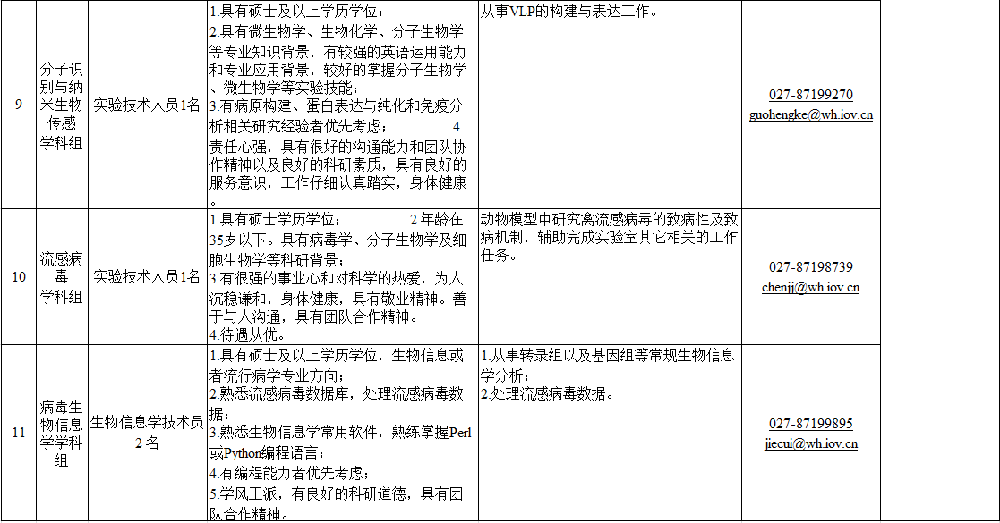 9
分子识
别与纳
米生物
传感
学科组
实验技术人员1名
1.具有硕士及以上学历学位；
2.具有微生物学、生物化学、分子生物学
等专业知识背景，有较强的英语运用能力
和专业应用背景，较好的掌握分子生物学
、微生物学等实验技能；
3.有病原构建、蛋白表达与纯化和免疫分
析相关研究经验者优先考虑； 4.
责任心强，具有很好的沟通能力和团队协
作精神以及良好的科研素质，具有良好的
服务意识，工作仔细认真踏实，身体健康
。
从事VLP的构建与表达工作。
027-87199270
guohengke@wh.iov.cn
10
流感病
毒
学科组
实验技术人员1名
1.具有硕士学历学位； 2.年龄在
35岁以下。具有病毒学、分子生物学及细
胞生物学等科研背景；
3.有很强的事业心和对科学的热爱，为人
沉稳谦和，身体健康，具有敬业精神。善
于与人沟通，具有团队合作精神。
4.待遇从优。
动物模型中研究禽流感病毒的致病性及致
病机制，辅助完成实验室其它相关的工作
任务。
027-87198739
chenjj@wh.iov.cn
11
病毒生
物信息
学学科
组
生物信息学技术员
2 名
1.具有硕士及以上学历学位，生物信息或
者流行病学专业方向；
2.熟悉流感病毒数据库，处理流感病毒数
据；
3.熟悉生物信息学常用软件，熟练掌握Perl
或Python编程语言；
4.有编程能力者优先考虑；
5.学风正派，有良好的科研道德，具有团
队合作精神。
1.从事转录组以及基因组等常规生物信息
学分析；
2.处理流感病毒数据。
027-87199895
jiecui@wh.iov.cn